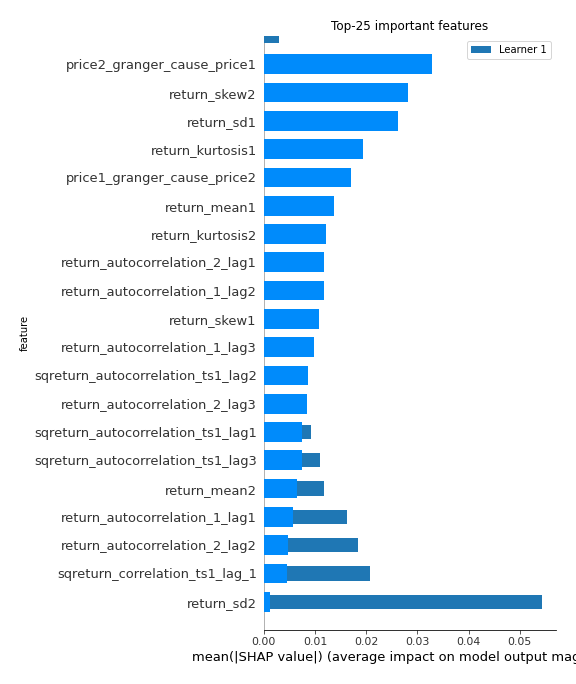 Top-25 important features
Learner 1
price2_granger_cause_price1
return_skew2
return_sd1
return_kurtosis1
price1_granger_cause_price2
return_mean1
return_kurtosis2
return_autocorrelation_2_lag1
return_autocorrelation_1_lag2
return_skew1
return_autocorrelation_1_lag3
sqreturn_autocorrelation_ts1_lag2
return_autocorrelation_2_lag3
sqreturn_autocorrelation_ts1_lag1
sqreturn_autocorrelation_ts1_lag3
return_mean2
return_autocorrelation_1_lag1
return_autocorrelation_2_lag2
sqreturn_correlation_ts1_lag_1
return_sd2
feature
0.00 0.01 0.02 0.03 0.04 0.05
mean(|SHAP value|) (average impact on model output mag